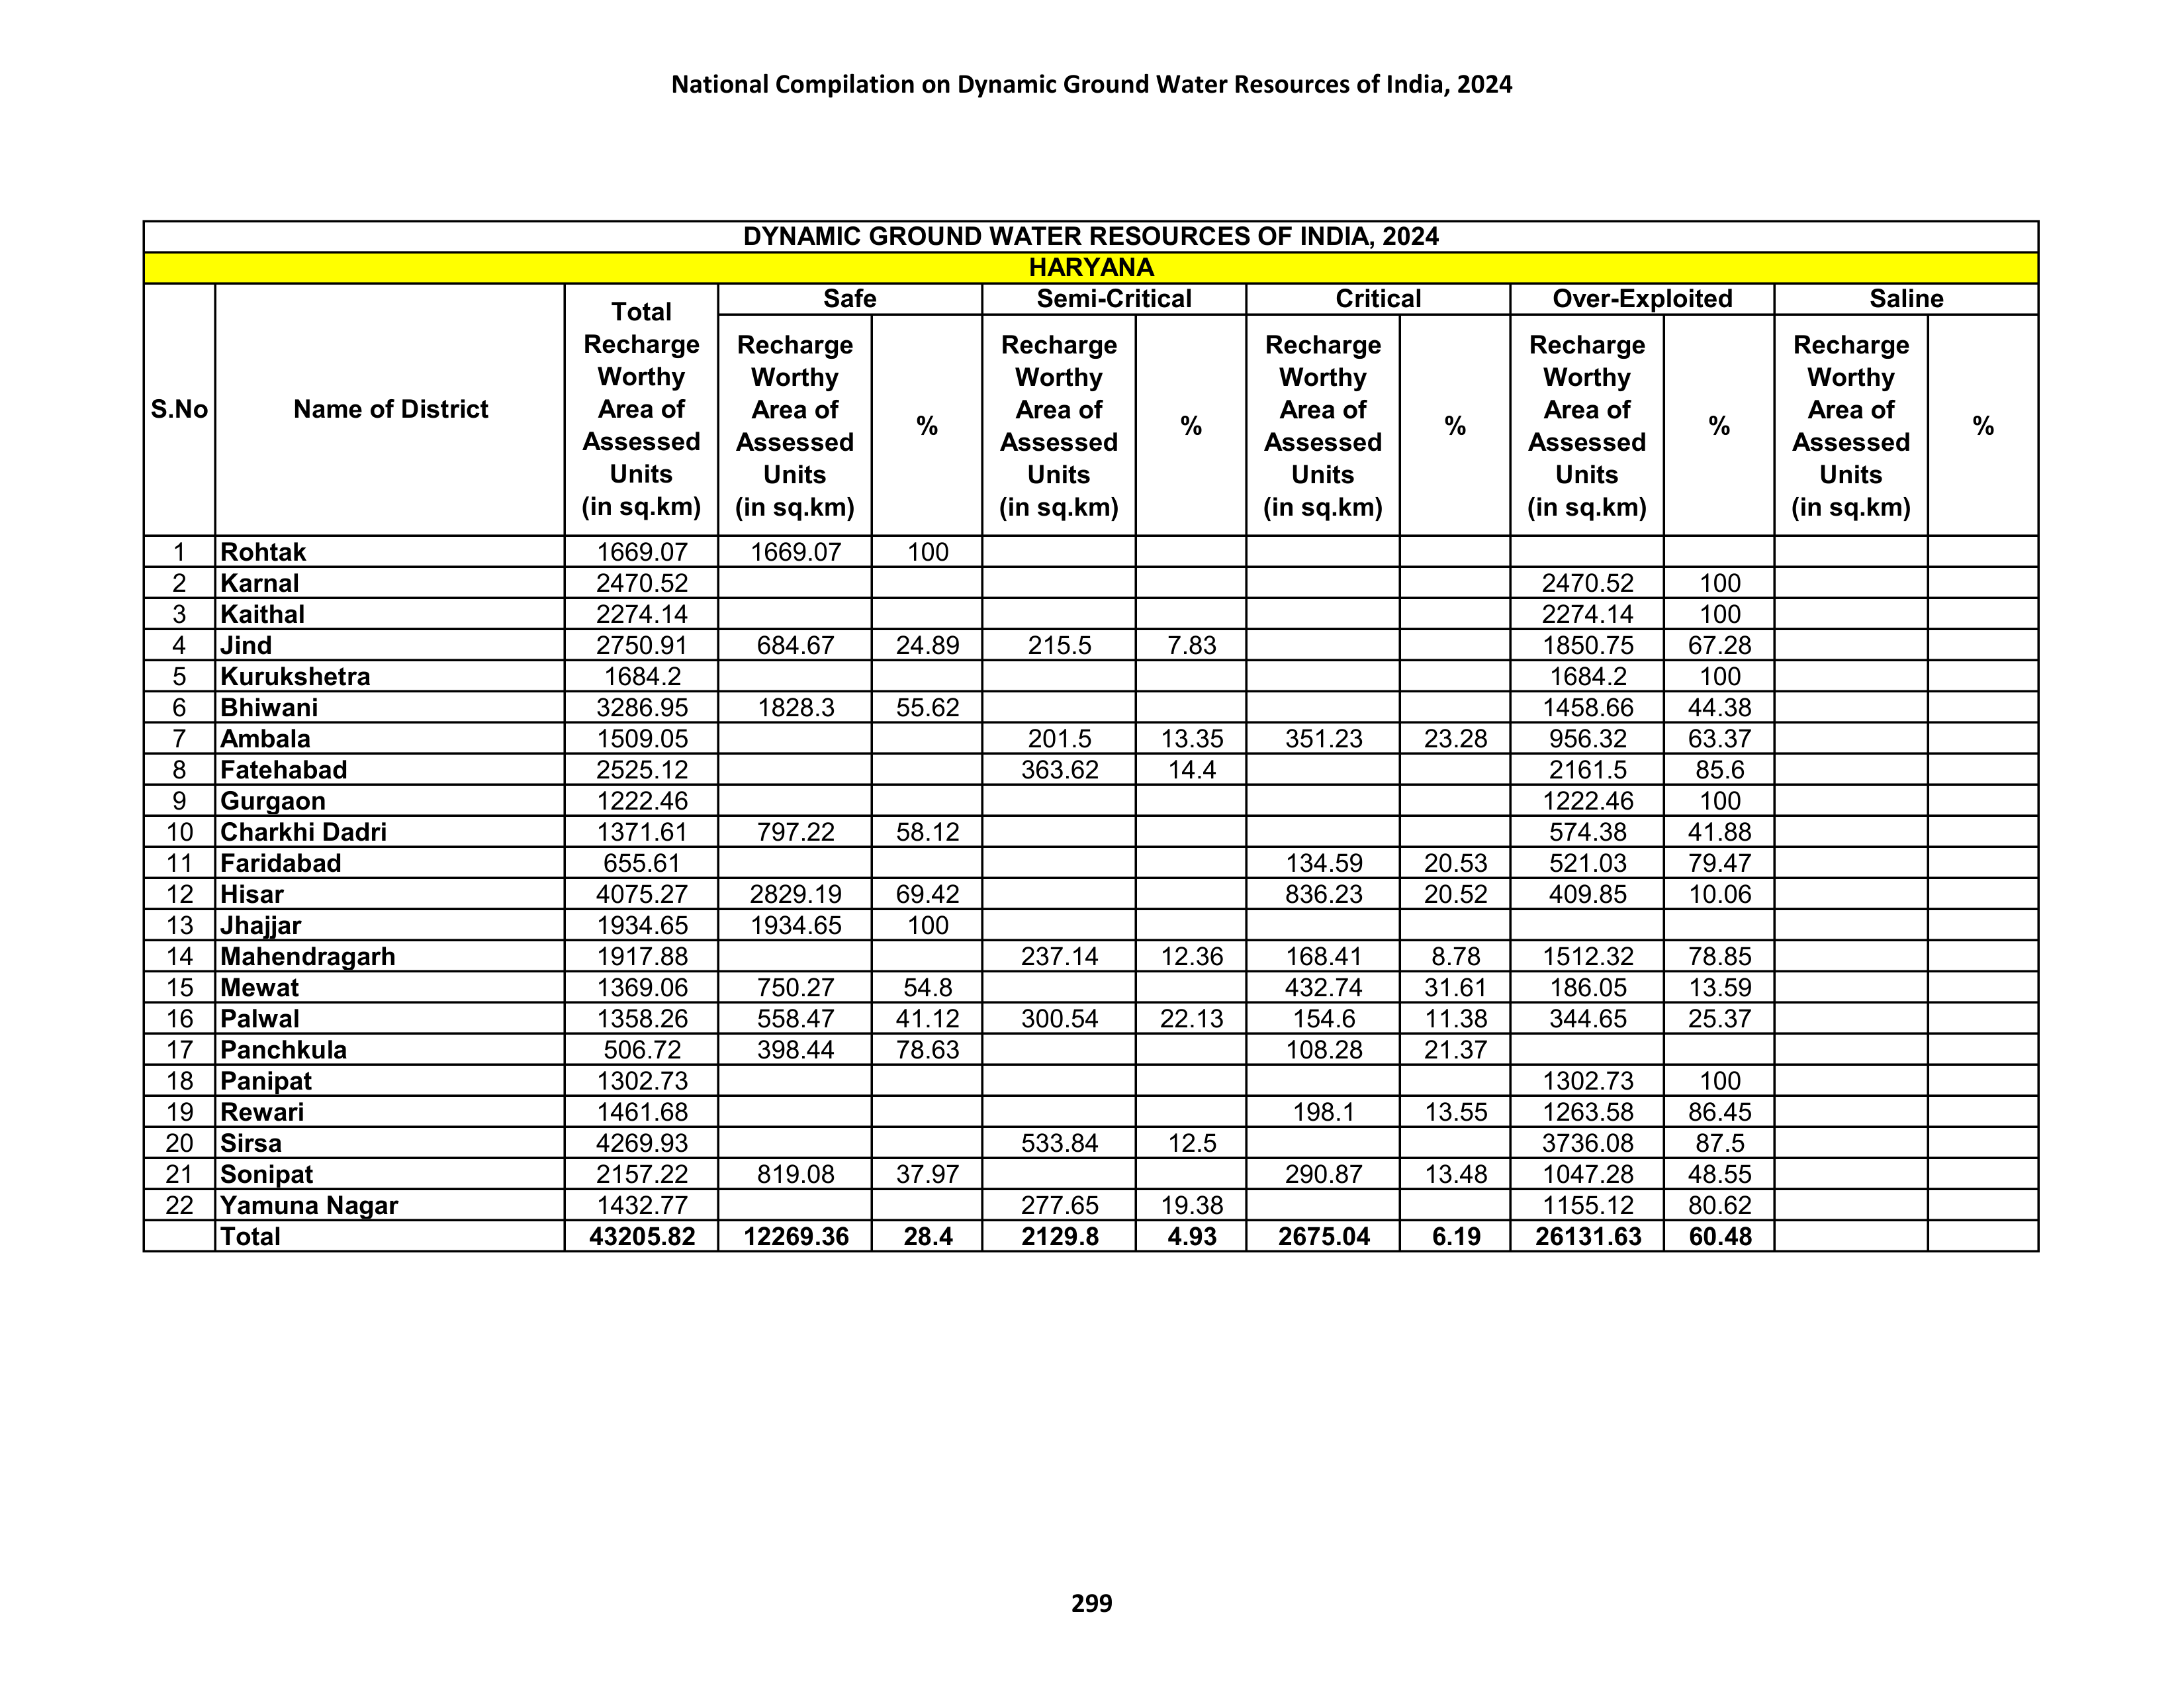 National Compilation on Dynamic Ground Water Resources of India, 2024
DYNAMIC GROUND WATER RESOURCES OF INDIA, 2024
HARYANA
S.No Name of District Total Recharge Worthy Area of Assessed Units (in sq.km) Safe Semi-Critical Critical Over-Exploited Saline
Recharge Worthy Area of Assessed Units (in sq.km) % Recharge Worthy Area of Assessed Units (in sq.km) % Recharge Worthy Area of Assessed Units (in sq.km) % Recharge Worthy Area of Assessed Units (in sq.km) % Recharge Worthy Area of Assessed Units (in sq.km) %
1 Rohtak 1669.07 1669.07 100
2 Karnal 2470.52 2470.52 100
3 Kaithal 2274.14 2274.14 100
4 Jind 2750.91 684.67 24.89 215.5 7.83 1850.75 67.28
5 Kurukshetra 1684.2 1684.2 100
6 Bhiwani 3286.95 1828.3 55.62 1458.66 44.38
7 Ambala 1509.05 201.5 13.35 351.23 23.28 956.32 63.37
8 Fatehabad 2525.12 363.62 14.4 2161.5 85.6
9 Gurgaon 1222.46 1222.46 100
10 Charkhi Dadri 1371.61 797.22 58.12 574.38 41.88
11 Faridabad 655.61 134.59 20.53 521.03 79.47
12 Hisar 4075.27 2829.19 69.42 836.23 20.52 409.85 10.06
13 Jhajjar 1934.65 1934.65 100
14 Mahendragarh 1917.88 237.14 12.36 168.41 8.78 1512.32 78.85
15 Mewat 1369.06 750.27 54.8 432.74 31.61 186.05 13.59
16 Palwal 1358.26 558.47 41.12 300.54 22.13 154.6 11.38 344.65 25.37
17 Panchkula 506.72 398.44 78.63 108.28 21.37
18 Panipat 1302.73 1302.73 100
19 Rewari 1461.68 198.1 13.55 1263.58 86.45
20 Sirsa 4269.93 533.84 12.5 3736.08 87.5
21 Sonipat 2157.22 819.08 37.97 290.87 13.48 1047.28 48.55
22 Yamuna Nagar 1432.77 277.65 19.38 1155.12 80.62
Total 43205.82 12269.36 28.4 2129.8 4.93 2675.04 6.19 26131.63 60.48
299